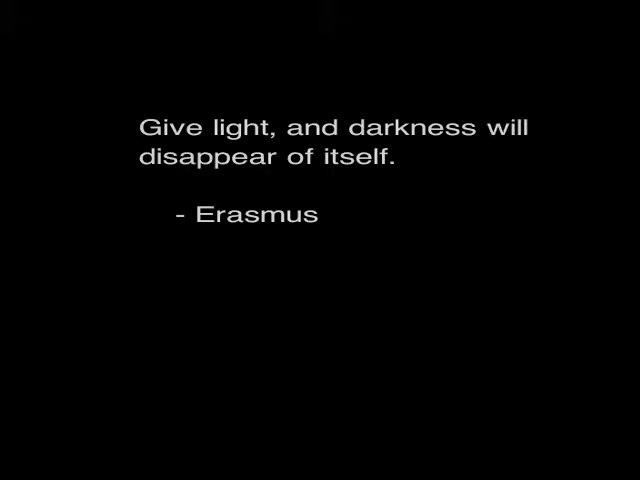 Give light, and darkness will
disappear of itself.
- Erasmus